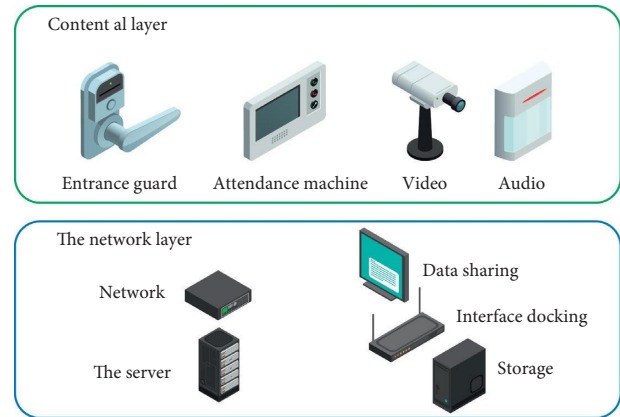 Content al layer
Entrance guard
Attendance machine
Video
Audio
The network layer
Network
The server
Data sharing
Interface docking
Storage